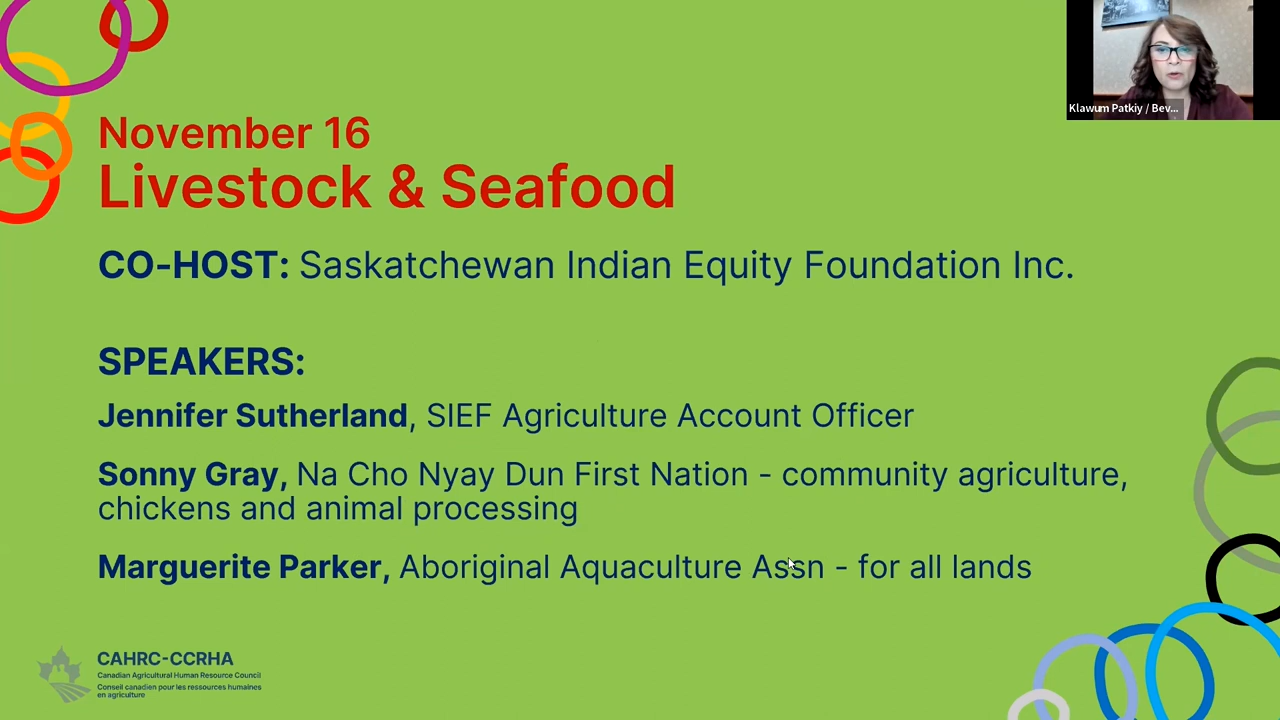 Klawum Patkiy / Bev...
November 16
Livestock & Seafood
CO-HOST: Saskatchewan Indian Equity Foundation Inc.
SPEAKERS:
Jennifer Sutherland, SIEF Agriculture Account Officer
Sonny Gray, Na Cho Nyay Dun First Nation - community agriculture,
chickens and animal processing
Marguerite Parker, Aboriginal Aquaculture Assn - for all lands
CAHRC-CCRHA
Canadian Agricultural Human Resource Council
Conseil canadien pour les ressources humaines
en agriculture